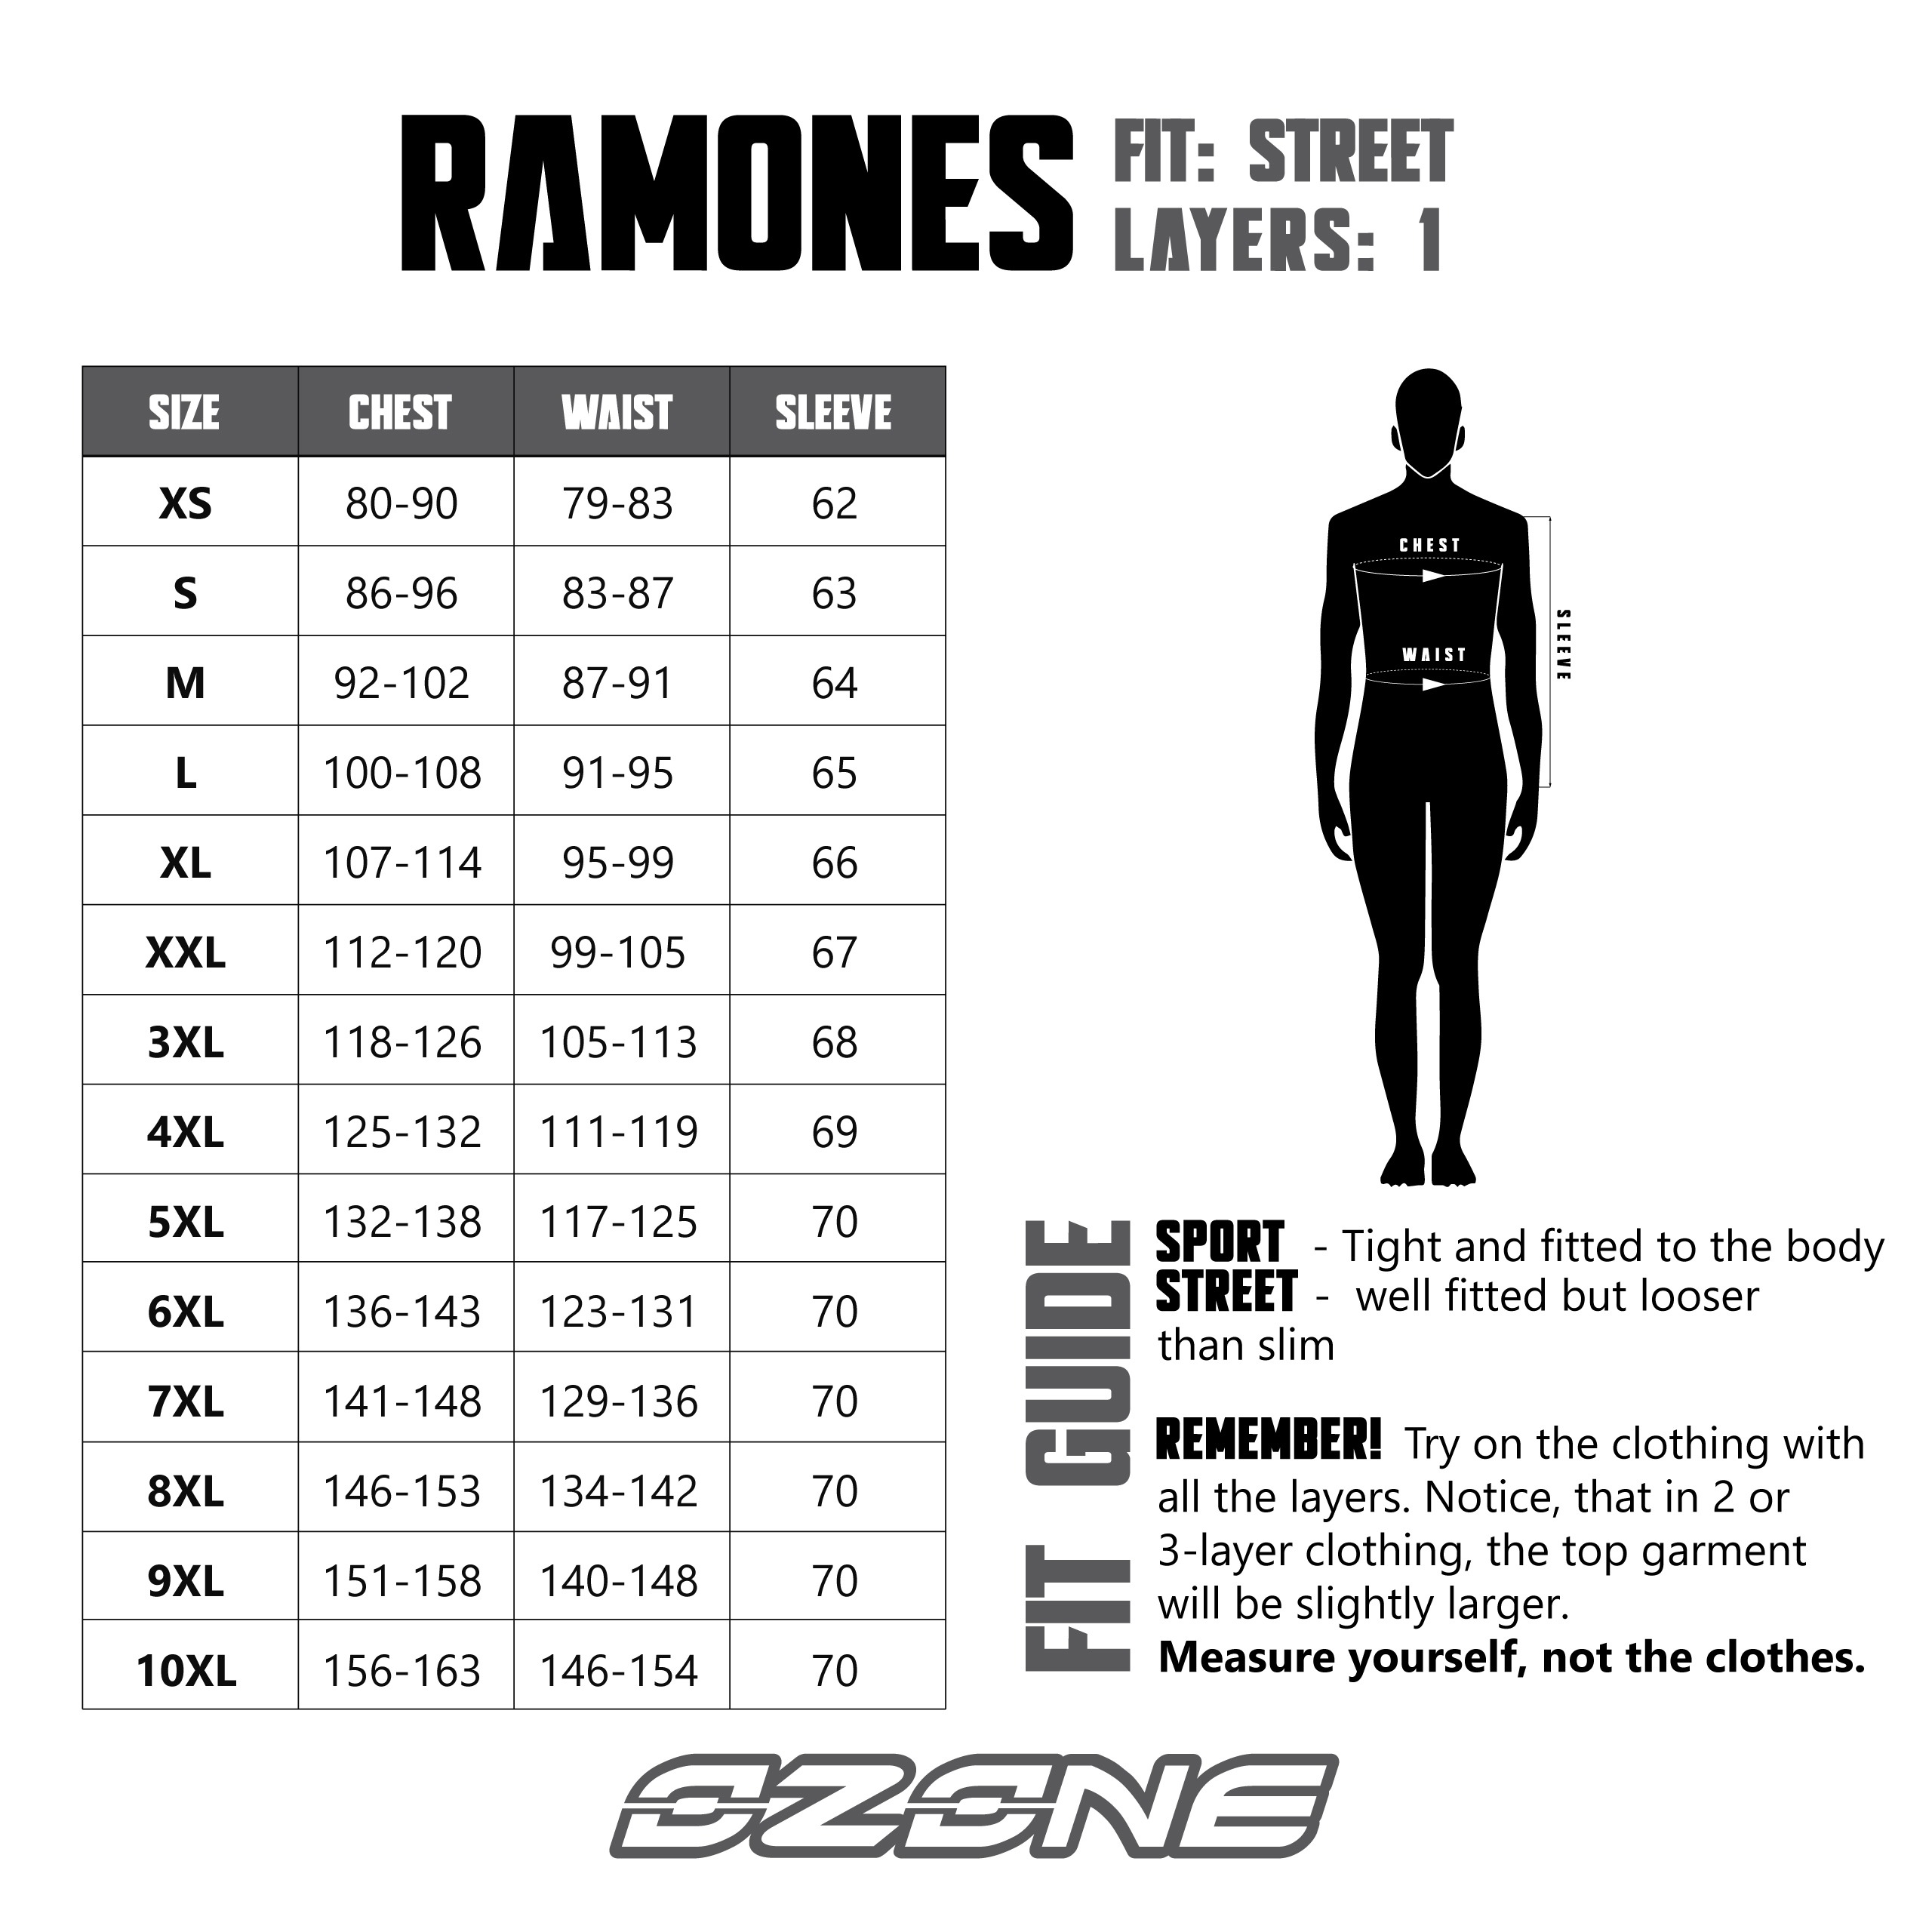 RAMONES
FIT: STREET
LAYERS: 1
SIZE CHEST WAIST SLEEVE
XS 80-90 79-83 62
S 86-96 83-87 63
M 92-102 87-91 64
L 100-108 91-95 65
XL 107-114 95-99 66
XXL 112-120 99-105 67
3XL 118-126 105-113 68
4XL 125-132 111-119 69
5XL 132-138 117-125 70
6XL 136-143 123-131 70
7XL 141-148 129-136 70
8XL 146-153 134-142 70
9XL 151-158 140-148 70
10XL 156-163 146-154 70
CHEST
WAIST
SLEEVE
FIT GUIDE
SPORT - Tight and fitted to the body
STREET - well fitted but looser
than slim
REMEMBER! Try on the clothing with
all the layers. Notice, that in 2 or
3-layer clothing, the top garment
will be slightly larger.
Measure yourself, not the clothes.
OZONE